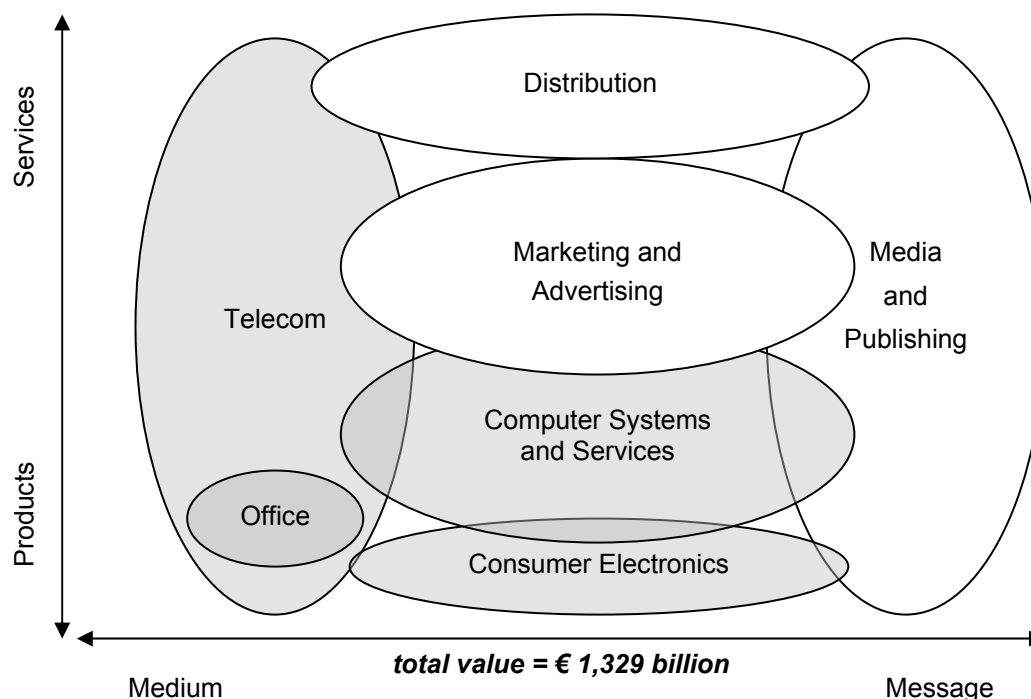 Services
Products
Distribution
Marketing and
Advertising
Media
and
Publishing
Telecom
Computer Systems
and Services
Office
Consumer Electronics
total value = € 1,329 billion
Medium
Message